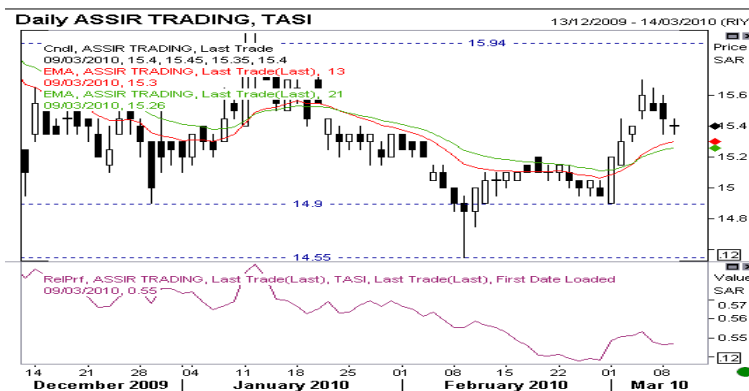 Daily ASSIR TRADING, TASI
13/12/2009 - 14/03/2010 (RIY
Price
SAR
Cndl, ASSIR TRADING, Last Trade
09/03/2010, 15.4, 15.45, 15.35, 15.4
EMA, ASSIR TRADING, Last Trade(Last), 13
09/03/2010, 15.3
EMA, ASSIR TRADING, Last Trade(Last), 21
09/03/2010, 15.26
15.94
15.6
15.4
15.2
15
14.9
14.8
14.55
.12
RelPrf, ASSIR TRADING, Last Trade(Last), TASI, Last Trade(Last), First Date Loaded
09/03/2010, 0.55
Value
SAR
0.57
0.56
0.55
.12
14 21 28 04 11 18 25 01 08 15 22 01 08
December 2009 January 2010 February 2010 Mar 10